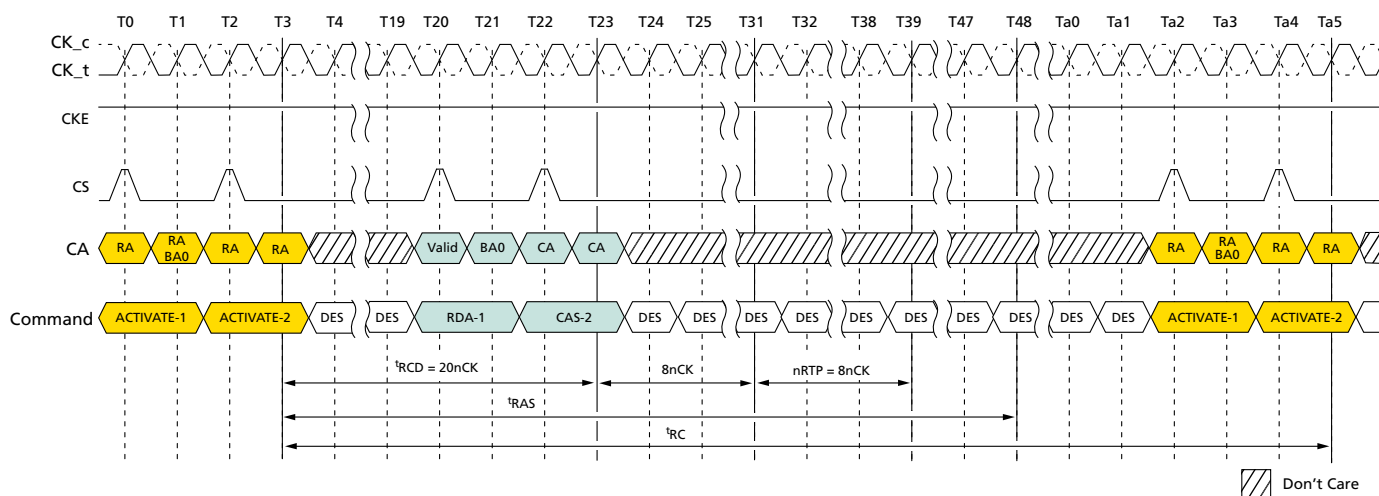 T0 T1 T2 T3 T4 T19 T20 T21 T22 T23 T24 T25 T31 T32 T38 T39 T47 T48 Ta0 Ta1 Ta2 Ta3 Ta4 Ta5
CK_c
CK_t
CKE
CS
CA RA RA BA0 RA RA Valid BA0 CA CA RA RA BA0 RA RA
Command ACTIVATE-1 ACTIVATE-2 DES DES RDA-1 CAS-2 DES DES DES DES DES DES DES DES DES DES ACTIVATE-1 ACTIVATE-2
tRCD = 20nCK 8nCK nRTP = 8nCK
tRAS
tRC
Don't Care